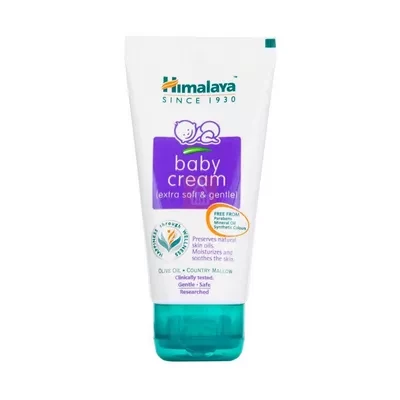 Himalaya™
SINCE 1930
baby
cream
(extra soft & gentle)
FREE FROM
Parabens
Mineral Oil
Synthetic Colours
Preserves natural
skin oils.
Moisturizes and
soothes the skin.
OLIVE OIL • COUNTRY MALLOW
Clinically tested.
Gentle • Safe
Researched